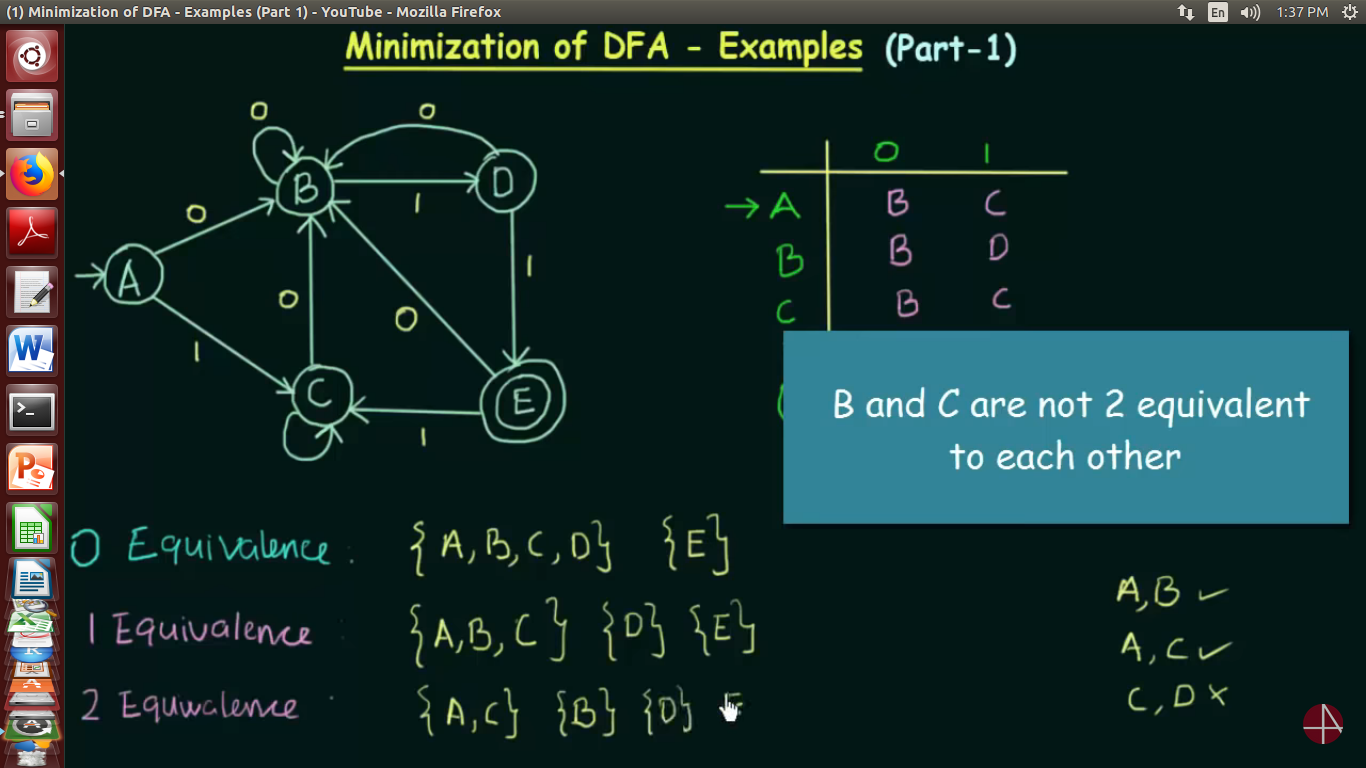 (1) Minimization of DFA - Examples (Part 1) - YouTube - Mozilla Firefox
En
1:37 PM
Minimization of DFA - Examples (Part-1)
0
0
0 1
B
D
1
0
→ A B C
B B D
A
1
C B C
0
0
1
C
E
1
B and C are not 2 equivalent
to each other
0 Equivalence : {A, B, C, D} {E}
1 Equivalence : {A, B, C} {D} {E}
2 Equivalence : {A, C} {B} {D}
A, B ✓
A, C ✓
C, D ×